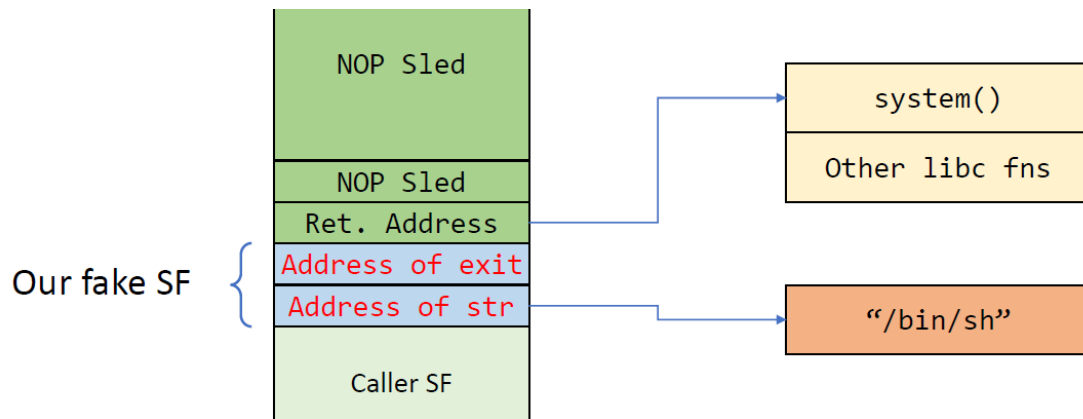 NOP Sled
NOP Sled
Ret. Address
Our fake SF
Address of exit
Address of str
Caller SF
system()
Other libc fns
“/bin/sh”